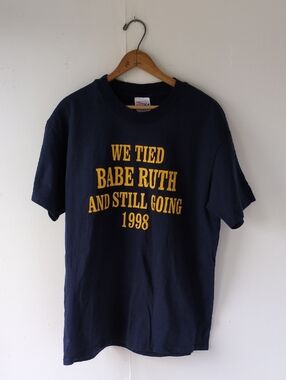 WE TIED
BABE RUTH
AND STILL GOING
1998